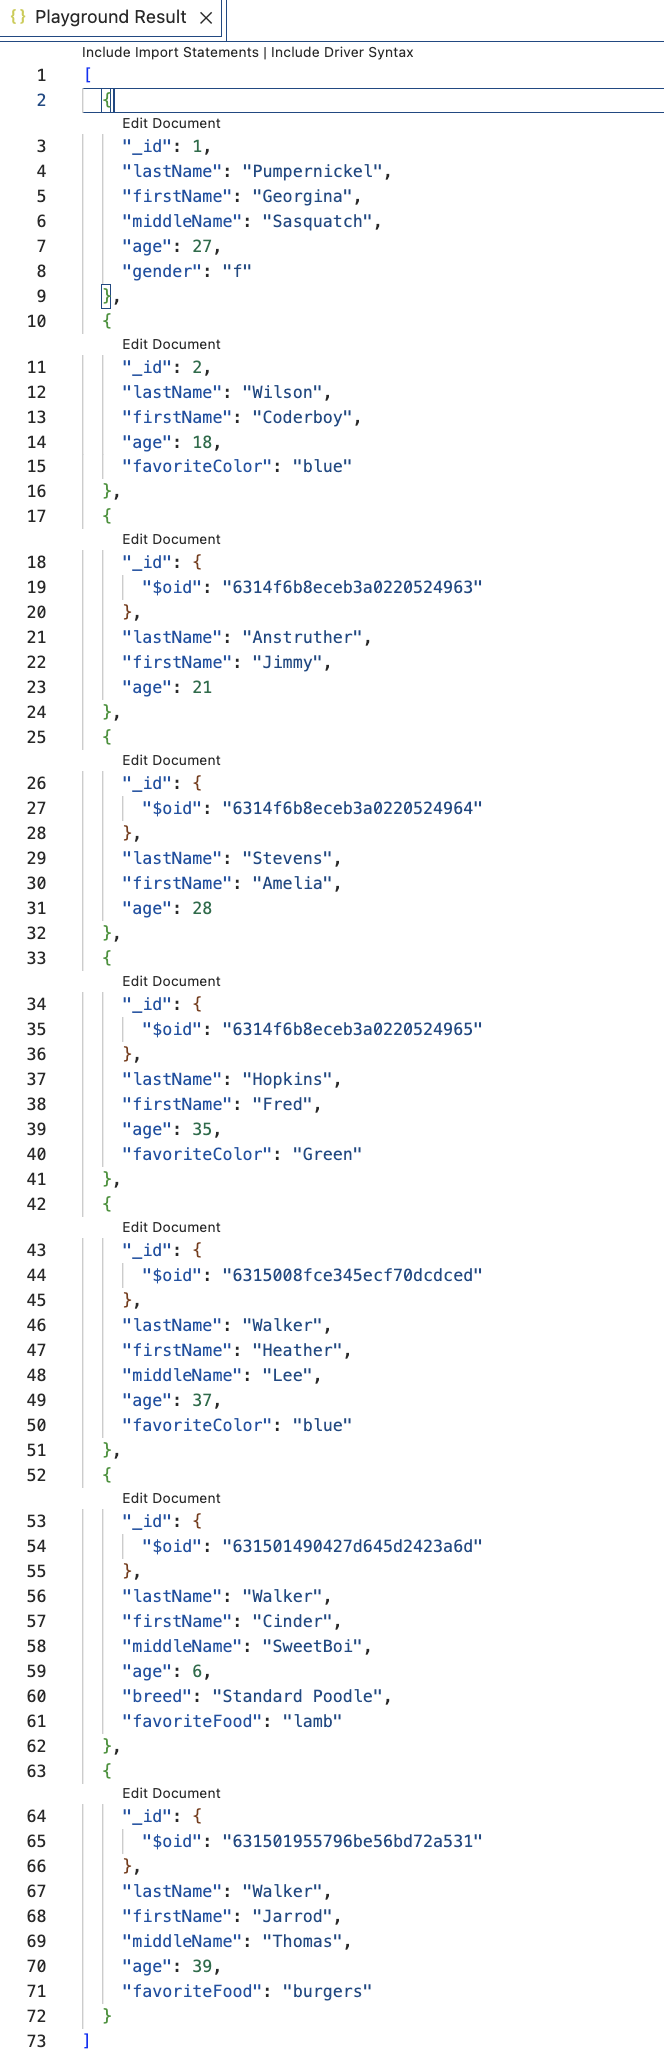 {} Playground Result ×
Include Import Statements | Include Driver Syntax
1 [
2 {
Edit Document
3 "_id": 1,
4 "lastName": "Pumpernickel",
5 "firstName": "Georgina",
6 "middleName": "Sasquatch",
7 "age": 27,
8 "gender": "f"
9 },
10 {
Edit Document
11 "_id": 2,
12 "lastName": "Wilson",
13 "firstName": "Coderboy",
14 "age": 18,
15 "favoriteColor": "blue"
16 },
17 {
Edit Document
18 "_id": {
19 "$oid": "6314f6b8eceb3a0220524963"
20 },
21 "lastName": "Anstruther",
22 "firstName": "Jimmy",
23 "age": 21
24 },
25 {
Edit Document
26 "_id": {
27 "$oid": "6314f6b8eceb3a0220524964"
28 },
29 "lastName": "Stevens",
30 "firstName": "Amelia",
31 "age": 28
32 },
33 {
Edit Document
34 "_id": {
35 "$oid": "6314f6b8eceb3a0220524965"
36 },
37 "lastName": "Hopkins",
38 "firstName": "Fred",
39 "age": 35,
40 "favoriteColor": "Green"
41 },
42 {
Edit Document
43 "_id": {
44 "$oid": "6315008fce345ecf70dcdced"
45 },
46 "lastName": "Walker",
47 "firstName": "Heather",
48 "middleName": "Lee",
49 "age": 37,
50 "favoriteColor": "blue"
51 },
52 {
Edit Document
53 "_id": {
54 "$oid": "631501490427d645d2423a6d"
55 },
56 "lastName": "Walker",
57 "firstName": "Cinder",
58 "middleName": "SweetBoi",
59 "age": 6,
60 "breed": "Standard Poodle",
61 "favoriteFood": "lamb"
62 },
63 {
Edit Document
64 "_id": {
65 "$oid": "631501955796be56bd72a531"
66 },
67 "lastName": "Walker",
68 "firstName": "Jarrod",
69 "middleName": "Thomas",
70 "age": 39,
71 "favoriteFood": "burgers"
72 }
73 ]